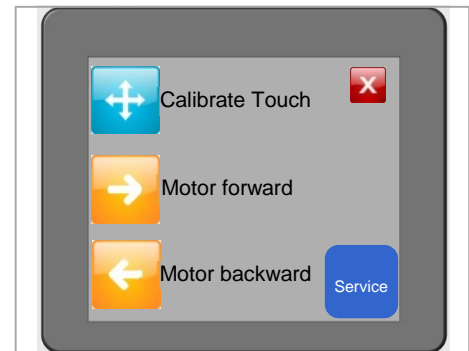 Calibrate Touch
X
Motor forward
Motor backward
Service